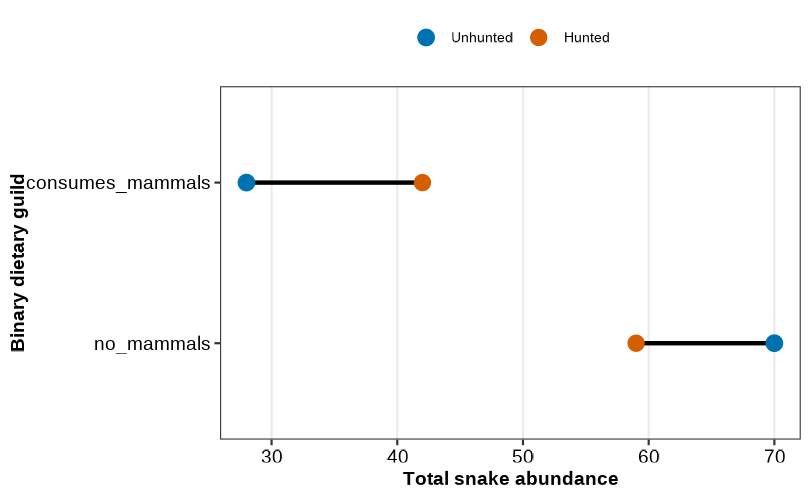 Unhunted Hunted
Binary dietary guild
consumes_mammals
no_mammals
30 40 50 60 70
Total snake abundance